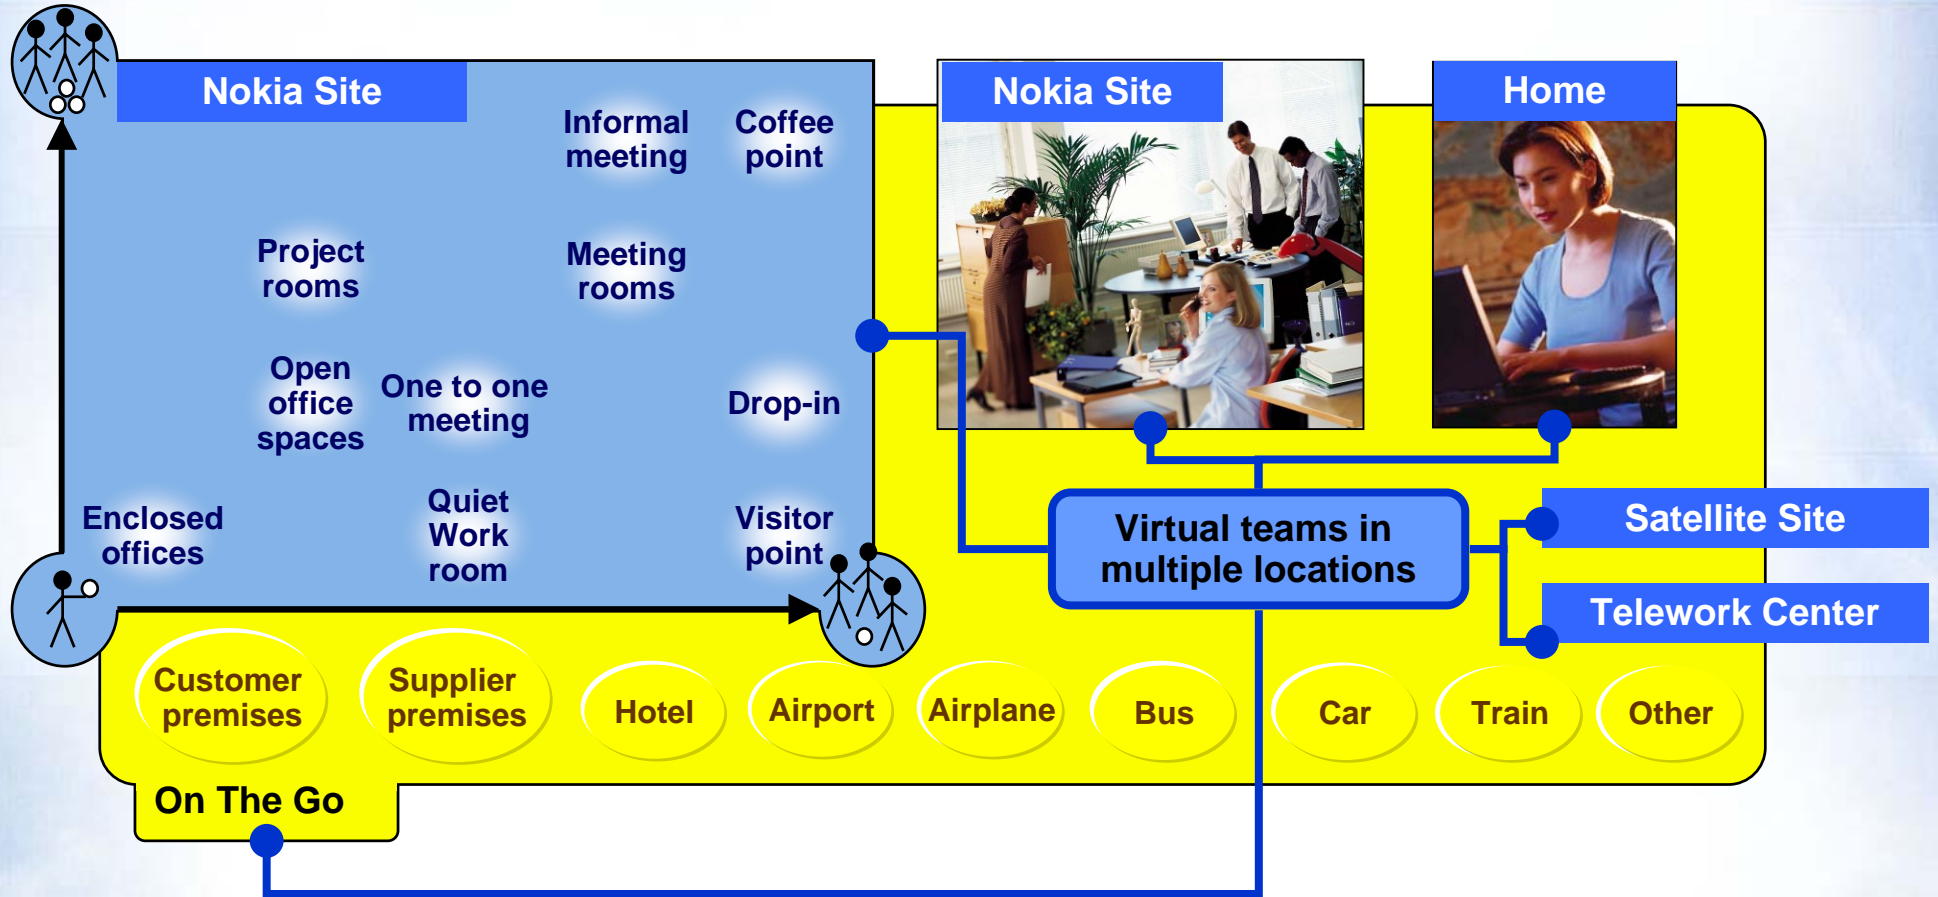 Nokia Site
Informal
meeting
Coffee
point
Project
rooms
Meeting
rooms
Open
office
spaces
One to one
meeting
Drop-in
Enclosed
offices
Quiet
Work
room
Visitor
point
Nokia Site
Home
Virtual teams in
multiple locations
Satellite Site
Telework Center
Customer
premises
Supplier
premises
Hotel
Airport
Airplane
Bus
Car
Train
Other
On The Go